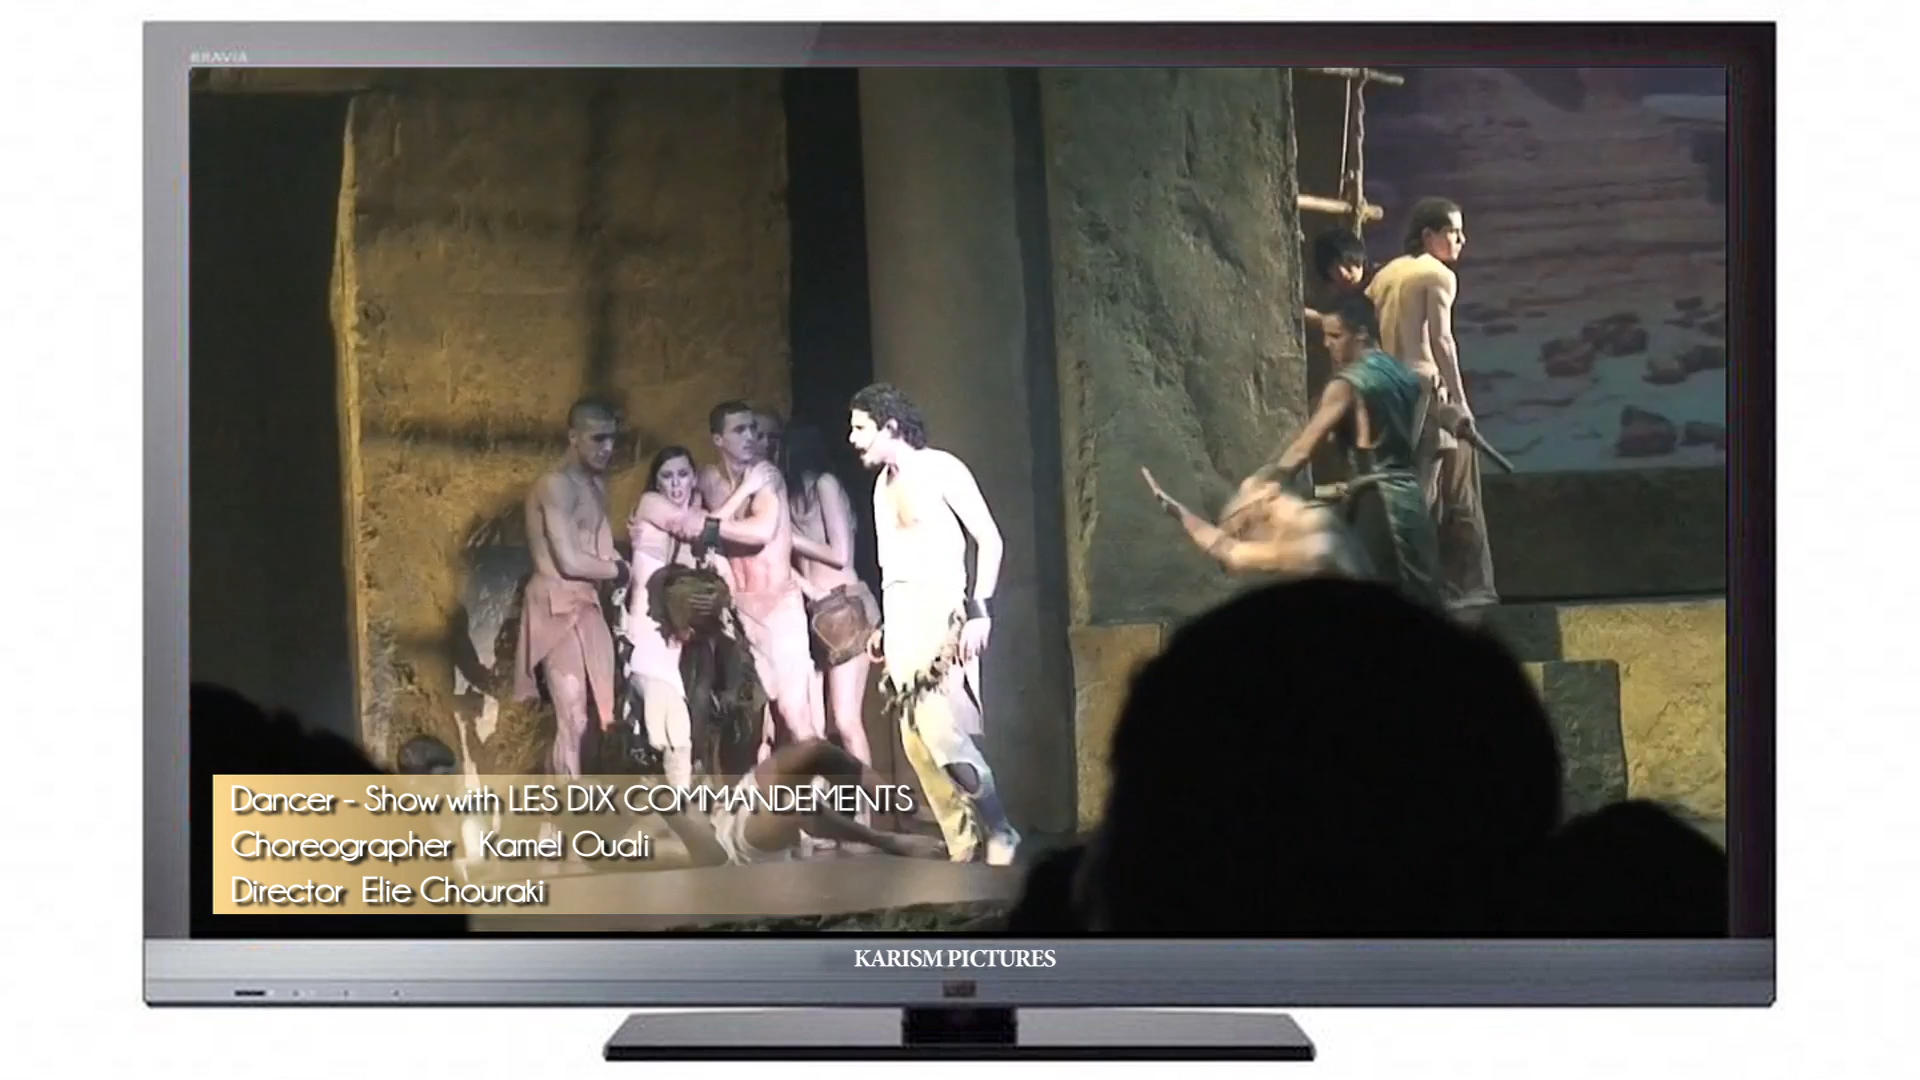 BRAVIA
Dancer - Show with LES DIX COMMANDEMENTS
Choreographer Kamel Ouali
Director Elie Chouraki
KARISM PICTURES